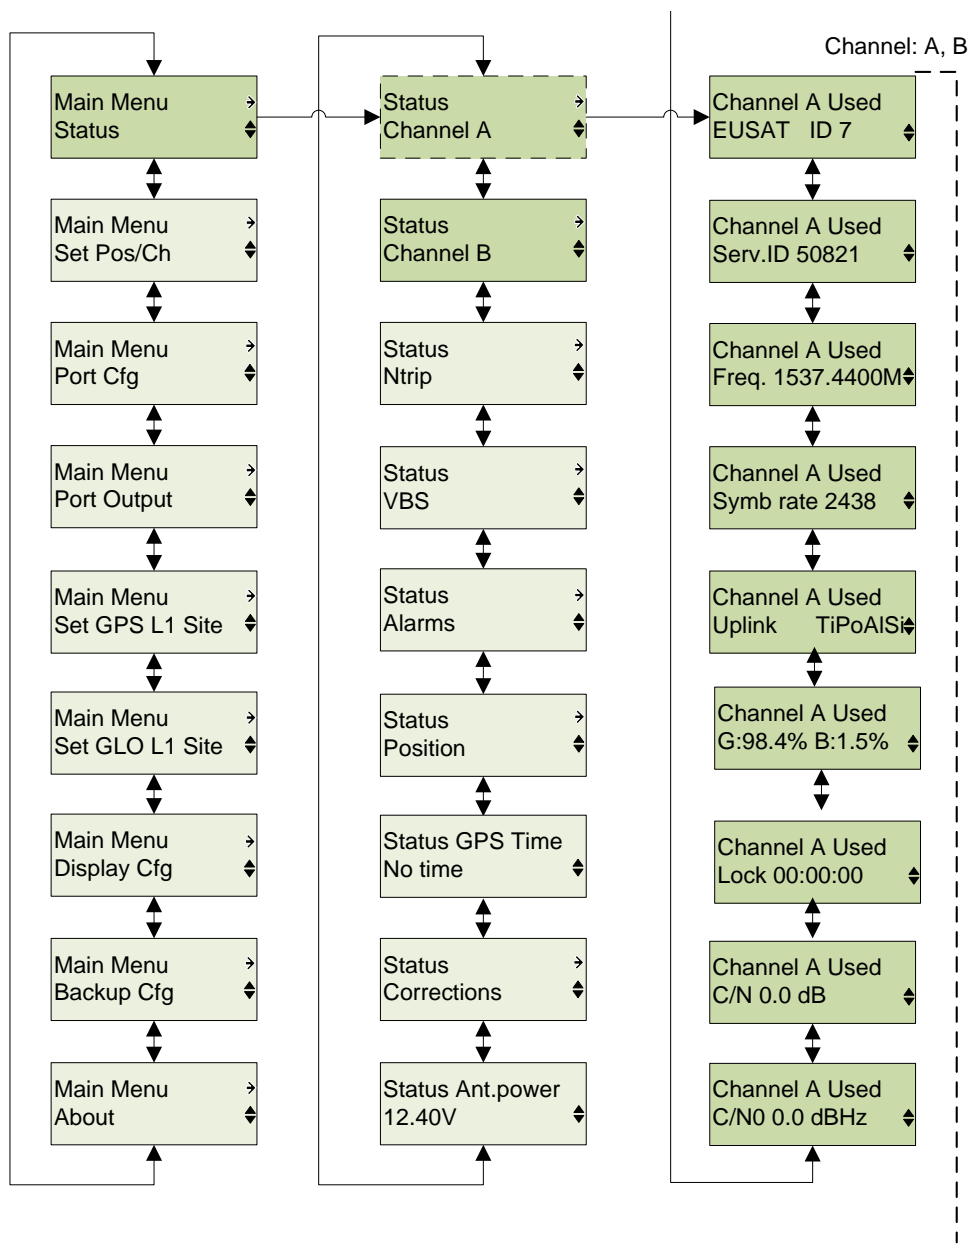 Channel: A, B
Main Menu
Status
Main Menu
Set Pos/Ch
Main Menu
Port Cfg
Main Menu
Port Output
Main Menu
Set GPS L1 Site
Main Menu
Set GLO L1 Site
Main Menu
Display Cfg
Main Menu
Backup Cfg
Main Menu
About
Status
Channel A
Status
Channel B
Status
Ntrip
Status
VBS
Status
Alarms
Status
Position
Status GPS Time
No time
Status
Corrections
Status Ant.power
12.40V
Channel A Used
EUSAT ID 7
Channel A Used
Serv.ID 50821
Channel A Used
Freq. 1537.4400M
Channel A Used
Symb rate 2438
Channel A Used
Uplink TiPoAlSi
Channel A Used
G:98.4% B:1.5%
Channel A Used
Lock 00:00:00
Channel A Used
C/N 0.0 dB
Channel A Used
C/N0 0.0 dBHz